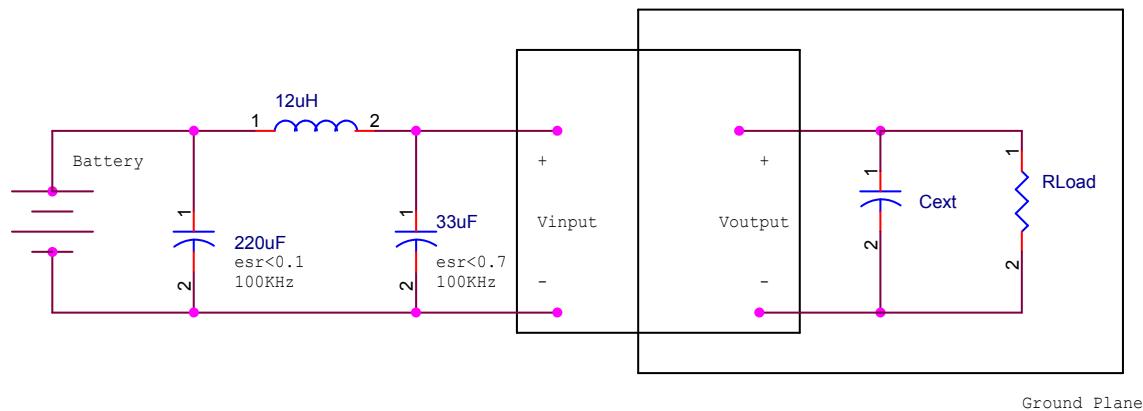 12uH
1
2
Battery
+
+
1
1
1
1
RLoad
Cext
Vinput
Voutput
33uF
220uF
esr<0.1
100KHz
esr<0.7
100KHz
2
2
2
2
-
-
Ground Plane